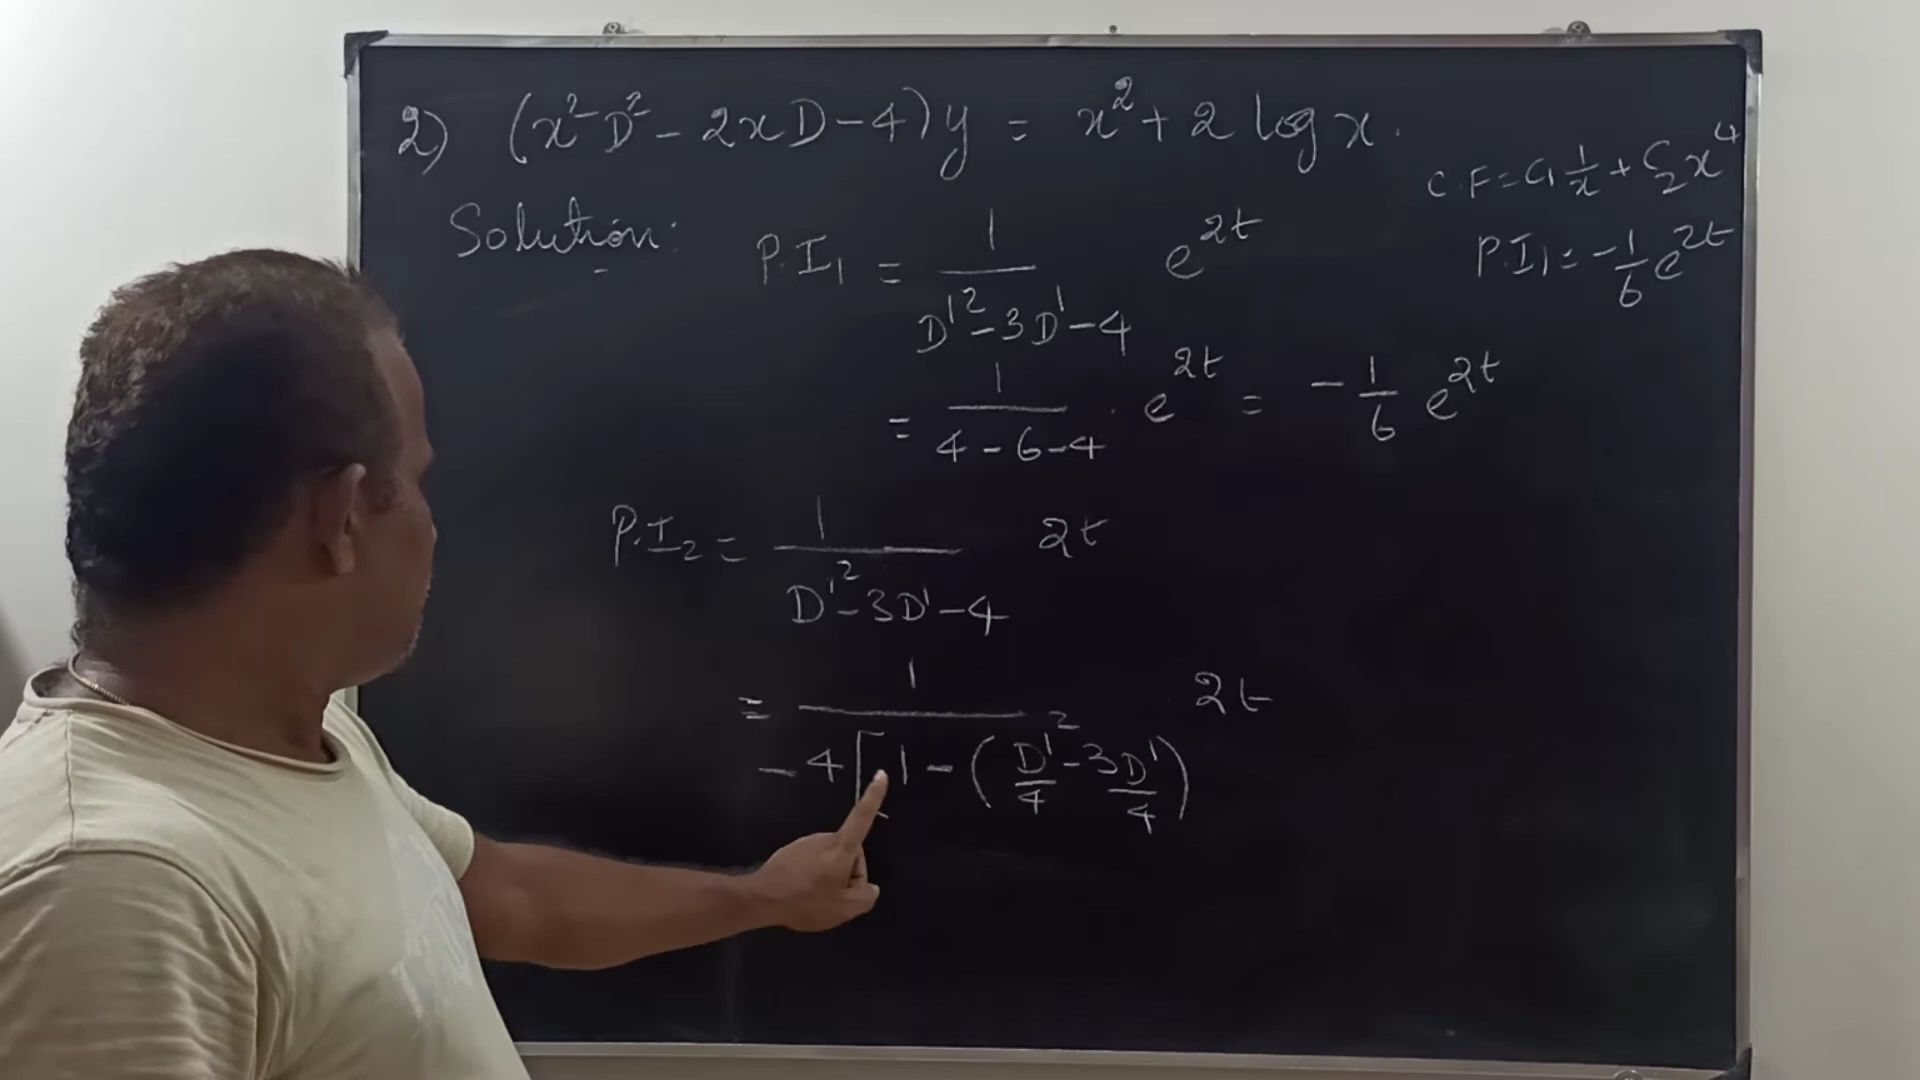 2) (x²D² - 2xD - 4)y = x² + 2 log x.
C.F = C₁ 1/x + C₂x⁴
Solution: P.I₁ = 1/(D'² - 3D' - 4) e^{2t}
P.I₁ = -1/6 e^{2t}
= 1/(4 - 6 - 4) · e^{2t} = -1/6 e^{2t}
P.I₂ = 1/(D'² - 3D' - 4) 2t
= 1/(-4[1 - (D'²/4 - 3D'/4) 2t